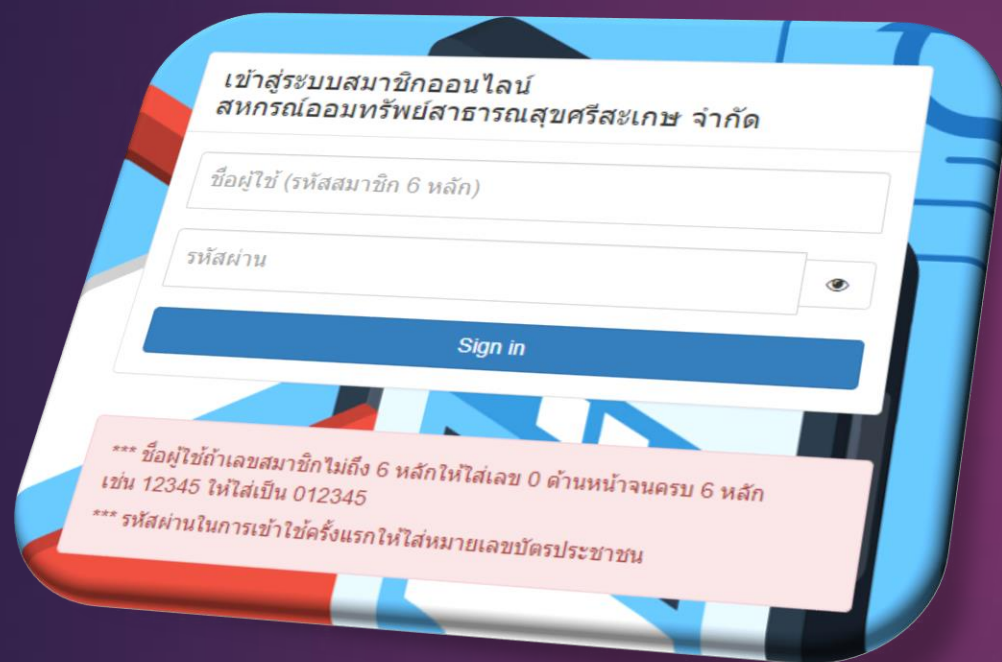 เข้าสู่ระบบสมาชิกออนไลน์
สหกรณ์ออมทรัพย์สาธารณสุขศรีสะเกษ จำกัด
ชื่อผู้ใช้ (รหัสสมาชิก 6 หลัก)
รหัสผ่าน
Sign in
*** ชื่อผู้ใช้ถ้าเลขสมาชิกไม่ถึง 6 หลักให้ใส่เลข 0 ด้านหน้าจนครบ 6 หลัก
เช่น 12345 ให้ใส่เป็น 012345
*** รหัสผ่านในการเข้าใช้ครั้งแรกให้ใส่หมายเลขบัตรประชาชน